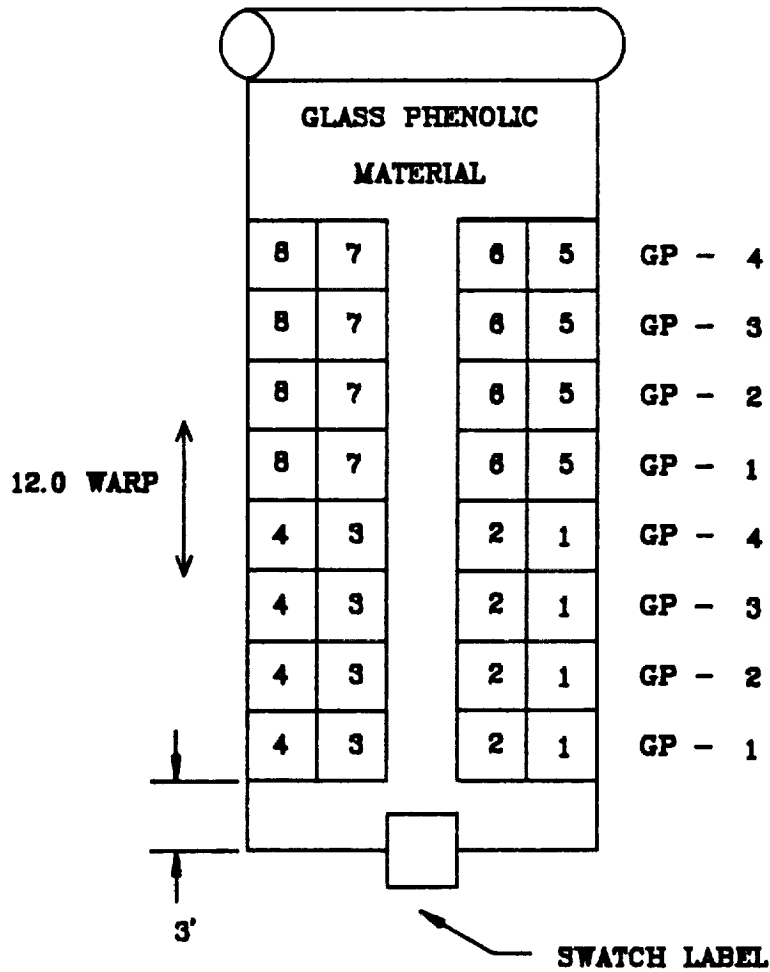 GLASS PHENOLIC
MATERIAL
8 7 6 5 GP - 4
8 7 6 5 GP - 3
8 7 6 5 GP - 2
8 7 6 5 GP - 1
12.0 WARP
4 3 2 1 GP - 4
4 3 2 1 GP - 3
4 3 2 1 GP - 2
4 3 2 1 GP - 1
3'
SWATCH LABEL